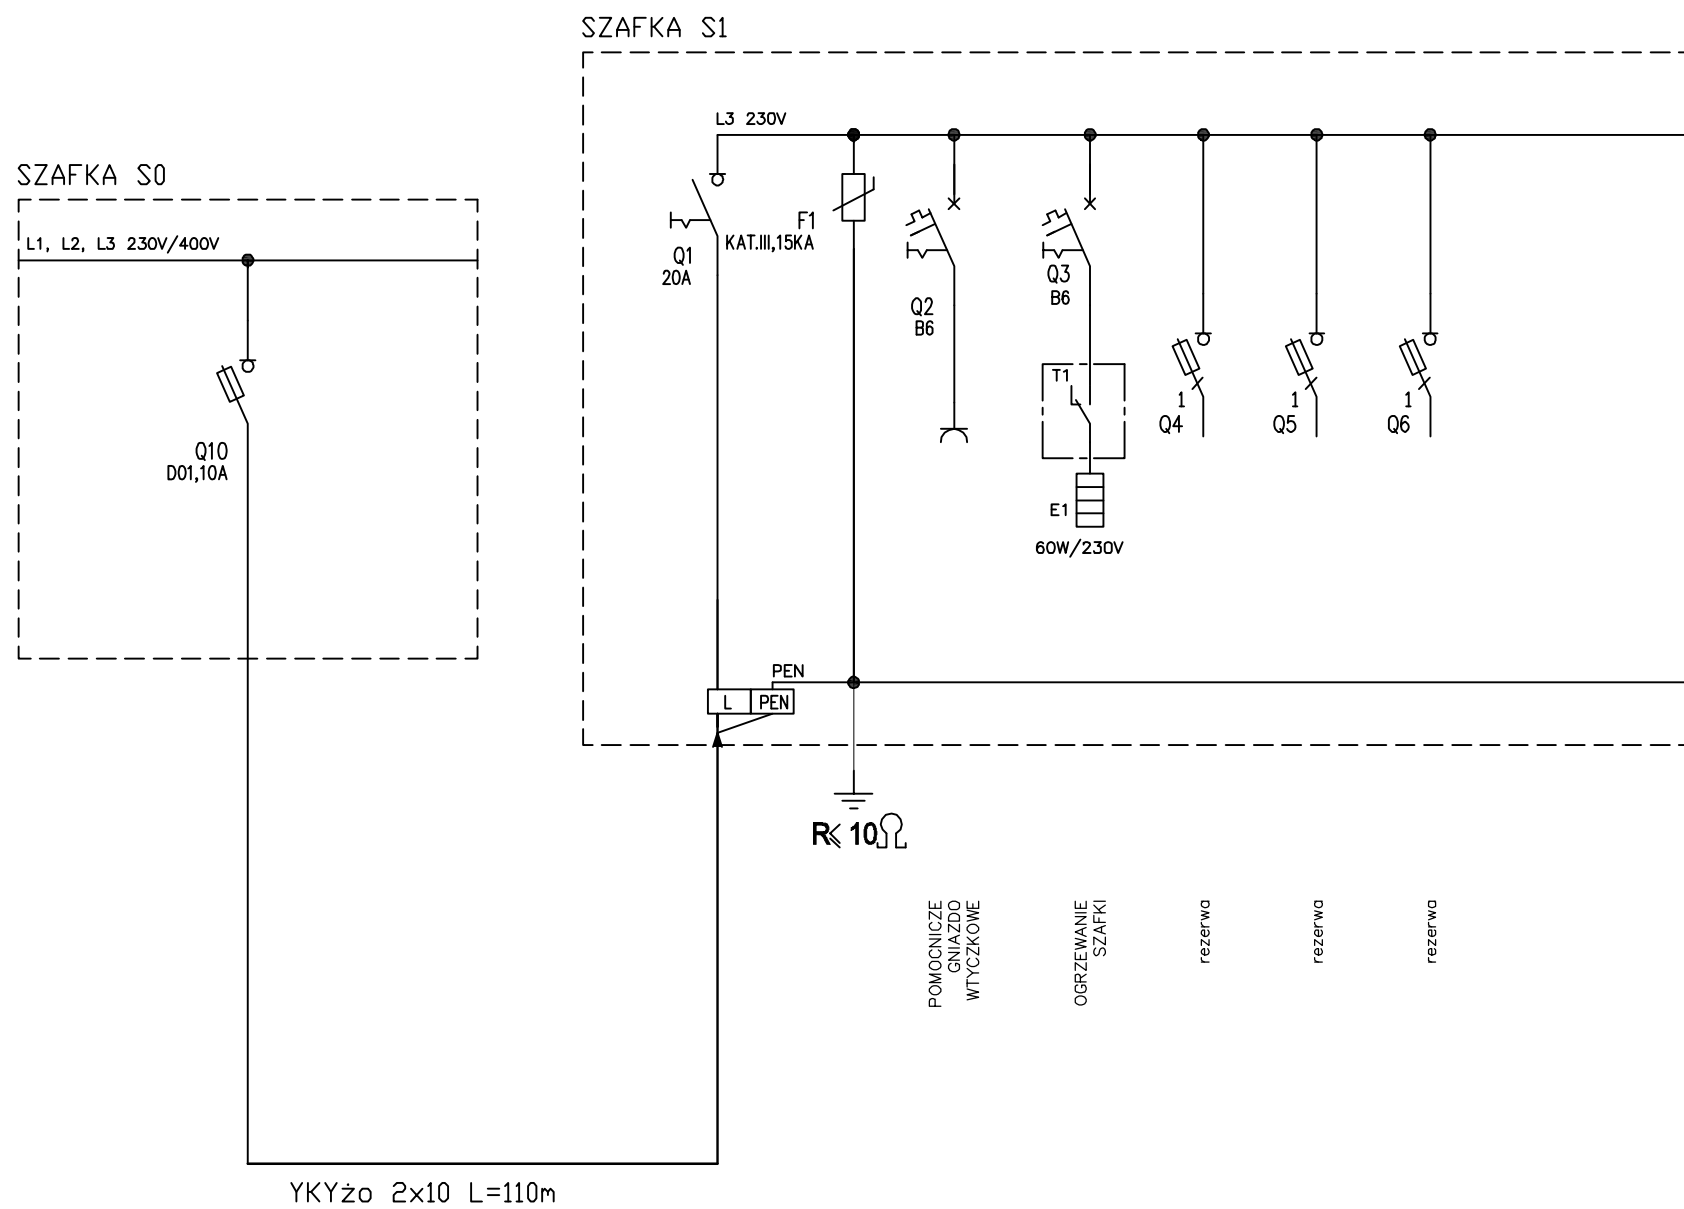 SZAFKA S1
L3 230V
SZAFKA S0
L1, L2, L3 230V/400V
F1
KAT.III,15KA
Q1
20A
Q2
B6
Q3
B6
T1
1
Q4
1
Q5
1
Q6
Q10
D01,10A
E1
60W/230V
PEN
L
PEN
R≤ 10Ω
POMOCNICZE
GNIAZDO
WTYCZKOWE
OGRZEWANIE
SZAFKI
rezerwa
rezerwa
rezerwa
YKYżo 2x10 L=110m